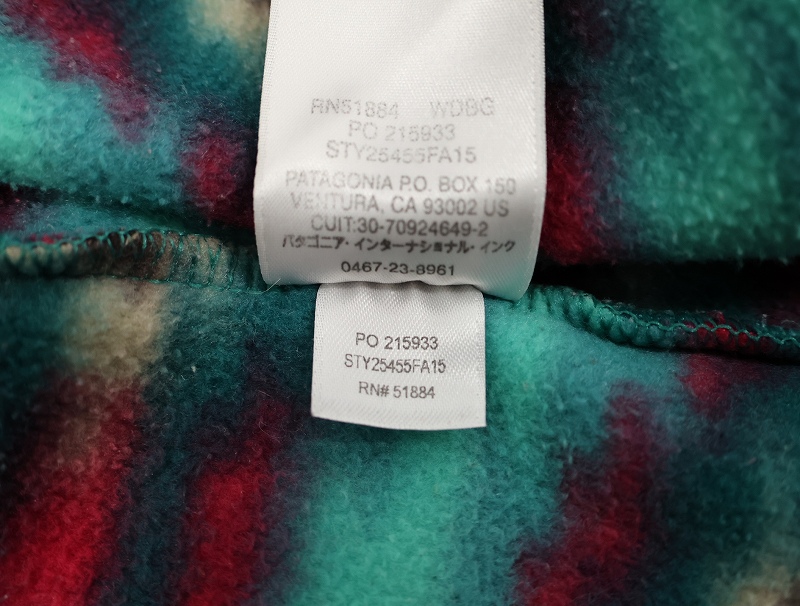 RN51884 WDBG
PO 215933
STY25455FA15
PATAGONIA P.O. BOX 150
VENTURA, CA 93002 US
CUIT:30-70924649-2
パタゴニア・インターナショナル・インク
0467-23-8961
PO 215933
STY25455FA15
RN# 51884